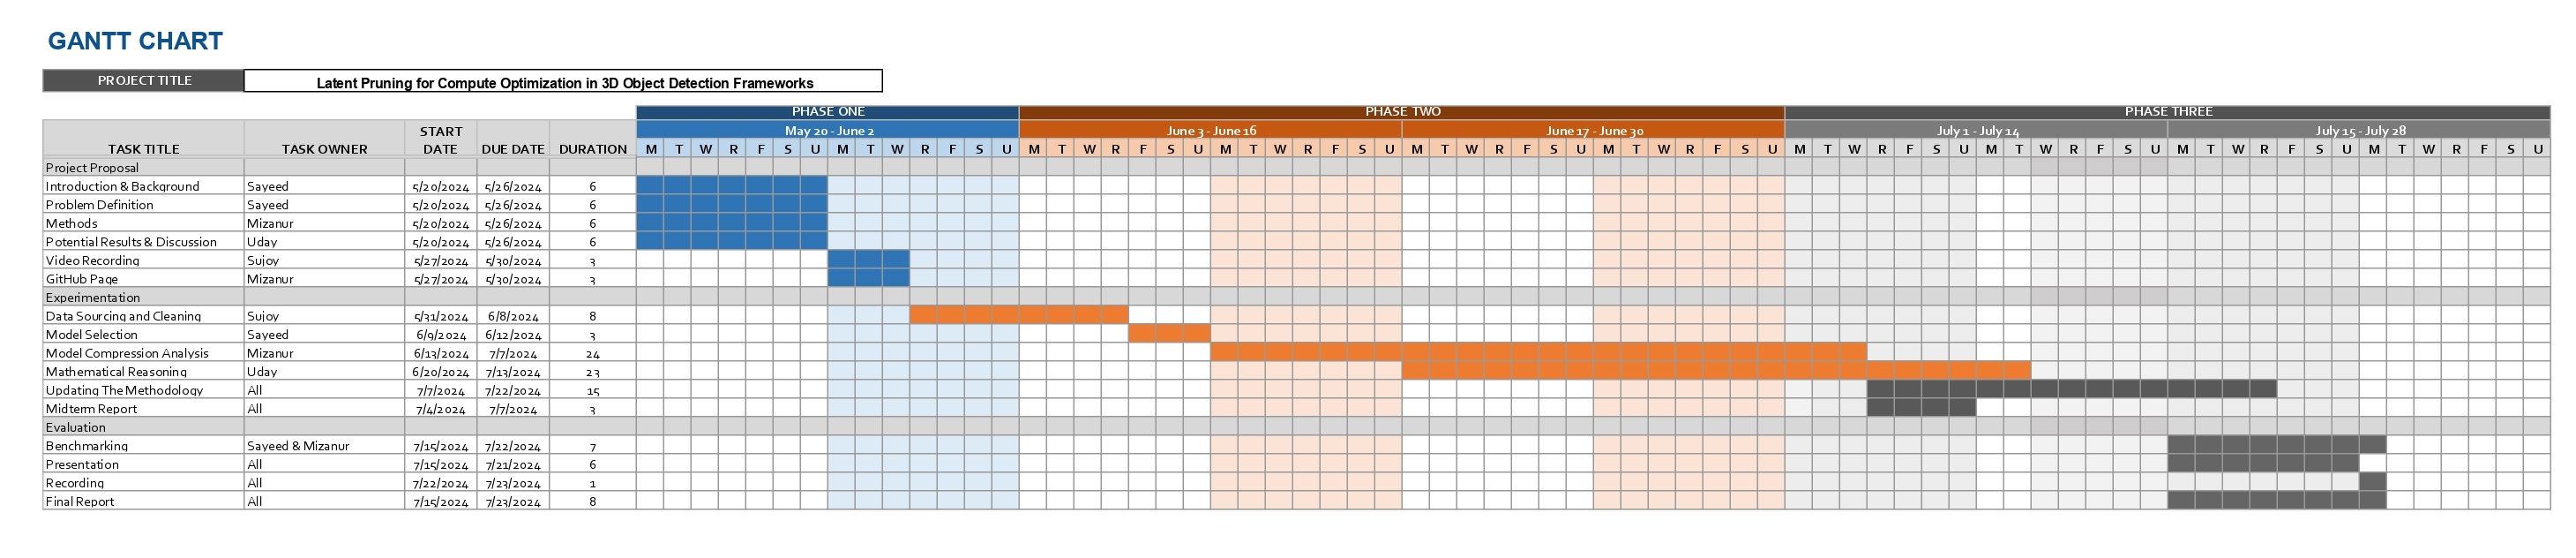 GANTT CHART
PROJECT TITLE Latent Pruning for Compute Optimization in 3D Object Detection Frameworks
PHASE ONE PHASE TWO PHASE THREE
May 20 - June 2 June 3 - June 16 June 17 - June 30 July 1 - July 14 July 15 - July 28
TASK TITLE TASK OWNER START DATE DUE DATE DURATION M T W R F S U M T W R F S U M T W R F S U M T W R F S U M T W R F S U M T W R F S U M T W R F S U M T W R F S U M T W R F S U M T W R F S U
Project Proposal
Introduction & Background Sayeed 5/20/2024 5/26/2024 6
Problem Definition Sayeed 5/20/2024 5/26/2024 6
Methods Mizanur 5/20/2024 5/26/2024 6
Potential Results & Discussion Uday 5/20/2024 5/26/2024 6
Video Recording Sujoy 5/27/2024 5/30/2024 3
GitHub Page Mizanur 5/27/2024 5/30/2024 3
Experimentation
Data Sourcing and Cleaning Sujoy 5/31/2024 6/8/2024 8
Model Selection Sayeed 6/9/2024 6/12/2024 3
Model Compression Analysis Mizanur 6/13/2024 7/7/2024 24
Mathematical Reasoning Uday 6/20/2024 7/13/2024 23
Updating The Methodology All 7/7/2024 7/22/2024 15
Midterm Report All 7/4/2024 7/7/2024 3
Evaluation
Benchmarking Sayeed & Mizanur 7/15/2024 7/22/2024 7
Presentation All 7/15/2024 7/21/2024 6
Recording All 7/22/2024 7/23/2024 1
Final Report All 7/15/2024 7/23/2024 8